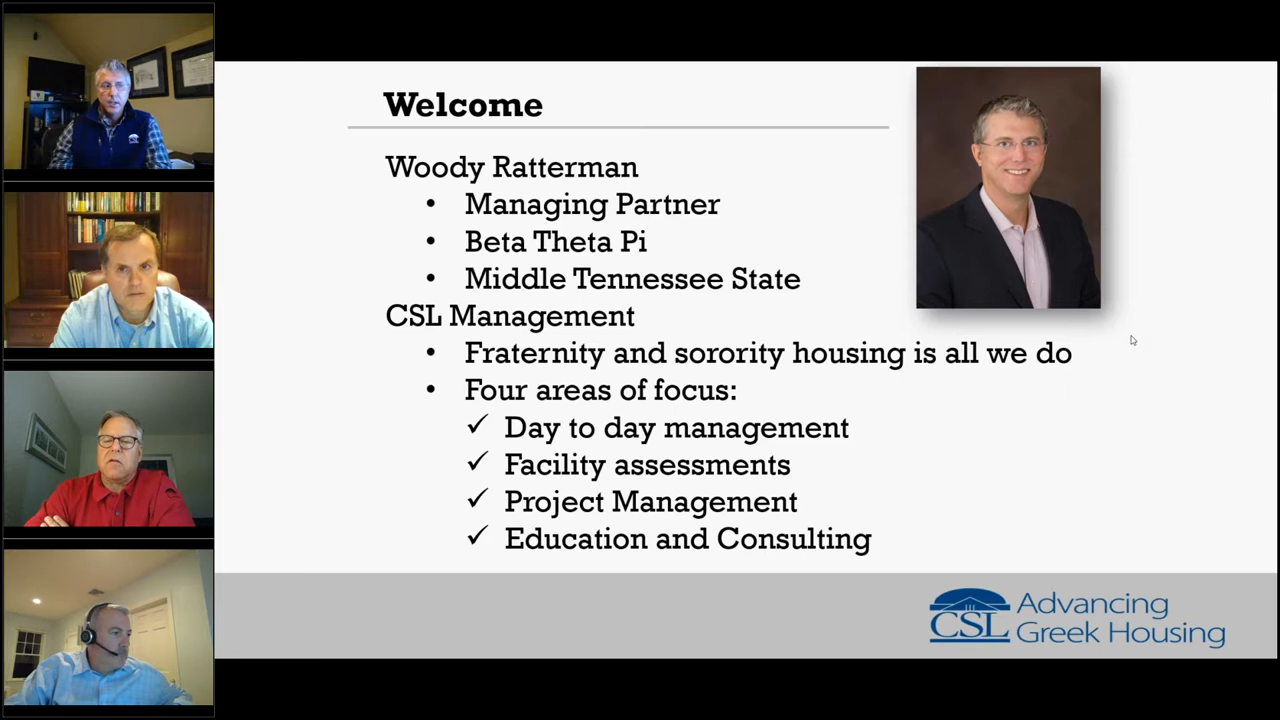 Welcome
Woody Ratterman
• Managing Partner
• Beta Theta Pi
• Middle Tennessee State
CSL Management
• Fraternity and sorority housing is all we do
• Four areas of focus:
✓ Day to day management
✓ Facility assessments
✓ Project Management
✓ Education and Consulting
CSL Advancing
Greek Housing